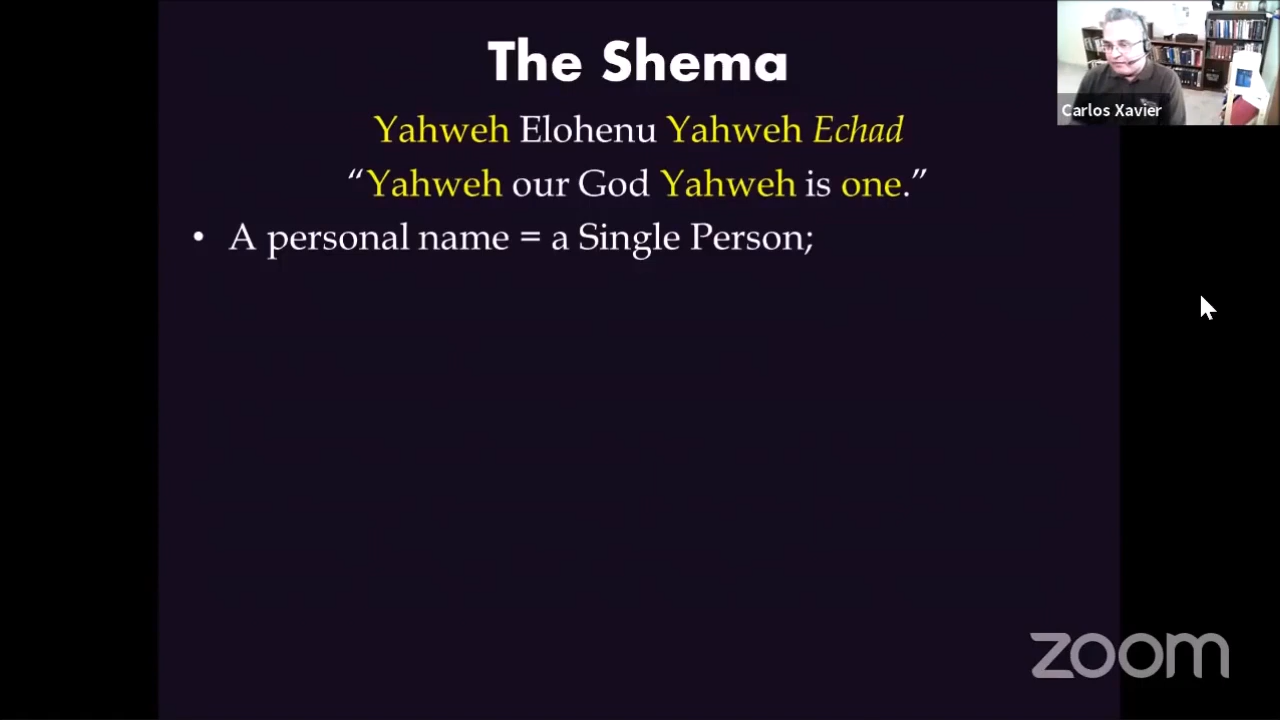 The Shema
Yahweh Elohenu Yahweh Echad
“Yahweh our God Yahweh is one.”
• A personal name = a Single Person;
Carlos Xavier
zoom